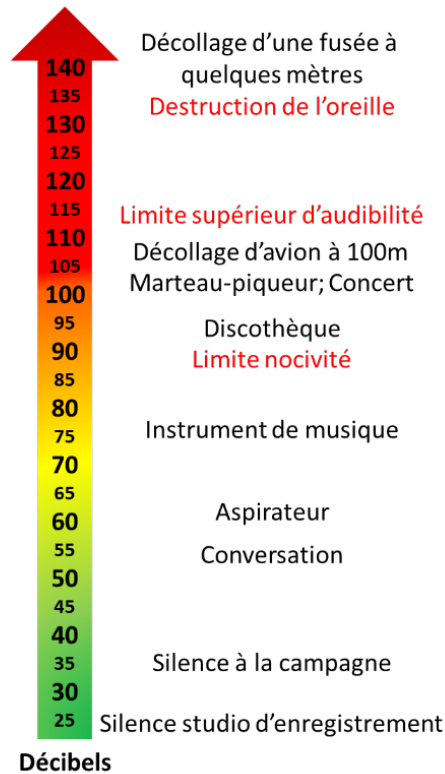 Décollage d'une fusée à
140
quelques mètres
135
Destruction de l'oreille
130
125
120
115
Limite supérieur d'audibilité
110
Décollage d'avion à 100m
105
Marteau-piqueur; Concert
100
95
Discothèque
90
Limite nocivité
85
80
Instrument de musique
75
70
65
Aspirateur
60
55
Conversation
50
45
40
35
Silence à la campagne
30
25
Silence studio d'enregistrement
Décibels